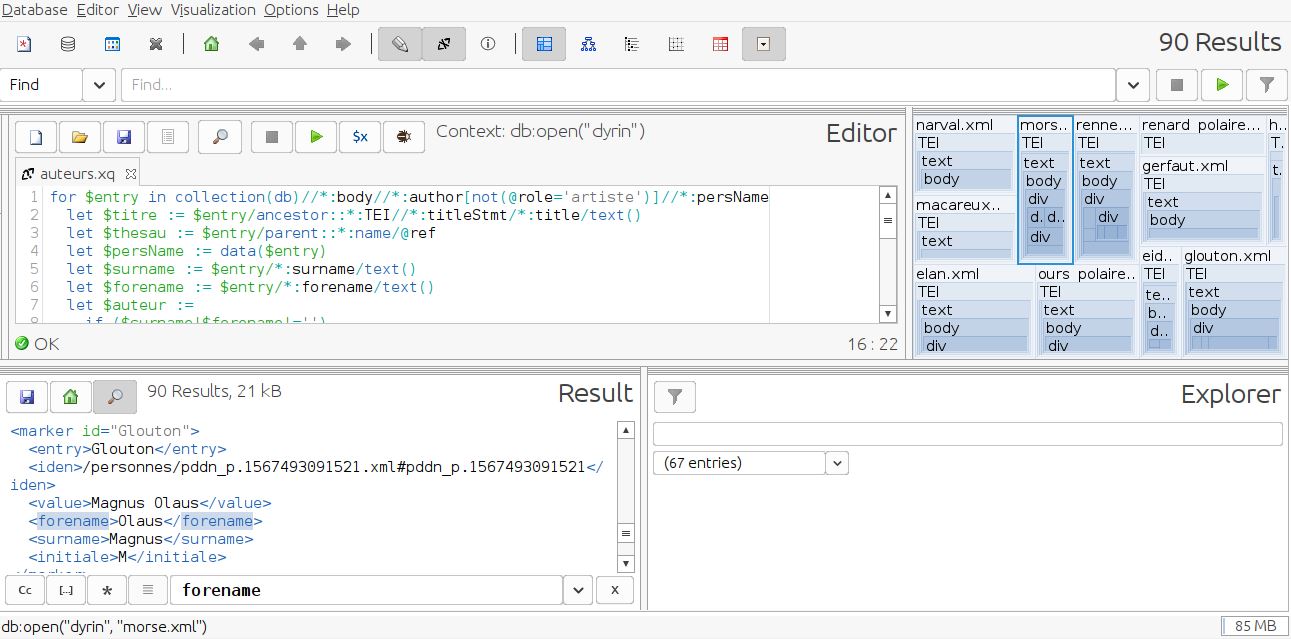 Database Editor View Visualization Options Help
90 Results
Find
Find...
$x
Context: db:open("dyrin")
Editor
auteurs.xq
1 for $entry in collection(db)//*:body//*:author[not(@role='artiste')]//*:persName
2 let $titre := $entry/ancestor::*:TEI//*:titleStmt/*:title/text()
3 let $thesau := $entry/parent::*:name/@ref
4 let $persName := data($entry)
5 let $surname := $entry/*:surname/text()
6 let $forename := $entry/*:forename/text()
7 let $auteur :=
8 if ($surname!$forename!='')
OK
16 : 22
narval.xml
TEI
text
body
macareux..
TEI
text
mors..
TEI
text
body
div
d. d..
div
renne...
TEI
text
body
div
div
renard polaire...
TEI
gerfaut.xml
TEI
text
body
h..
T.
t.
elan.xml
TEI
text
body
div
ours polaire..
TEI
text
body
div
eid..
TEI
te..
b..
d..
glouton.xml
TEI
text
body
div
90 Results, 21 kB
Result
<marker id="Glouton">
<entry>Glouton</entry>
<iden>/personnes/pddn_p.1567493091521.xml#pddn_p.1567493091521</
iden>
<value>Magnus Olaus</value>
<forename>Olaus</forename>
<surname>Magnus</surname>
<initiale>M</initiale>
</marker>
Cc
[..]
*
forename
x
Explorer
(67 entries)
db:open("dyrin", "morse.xml")
85 MB